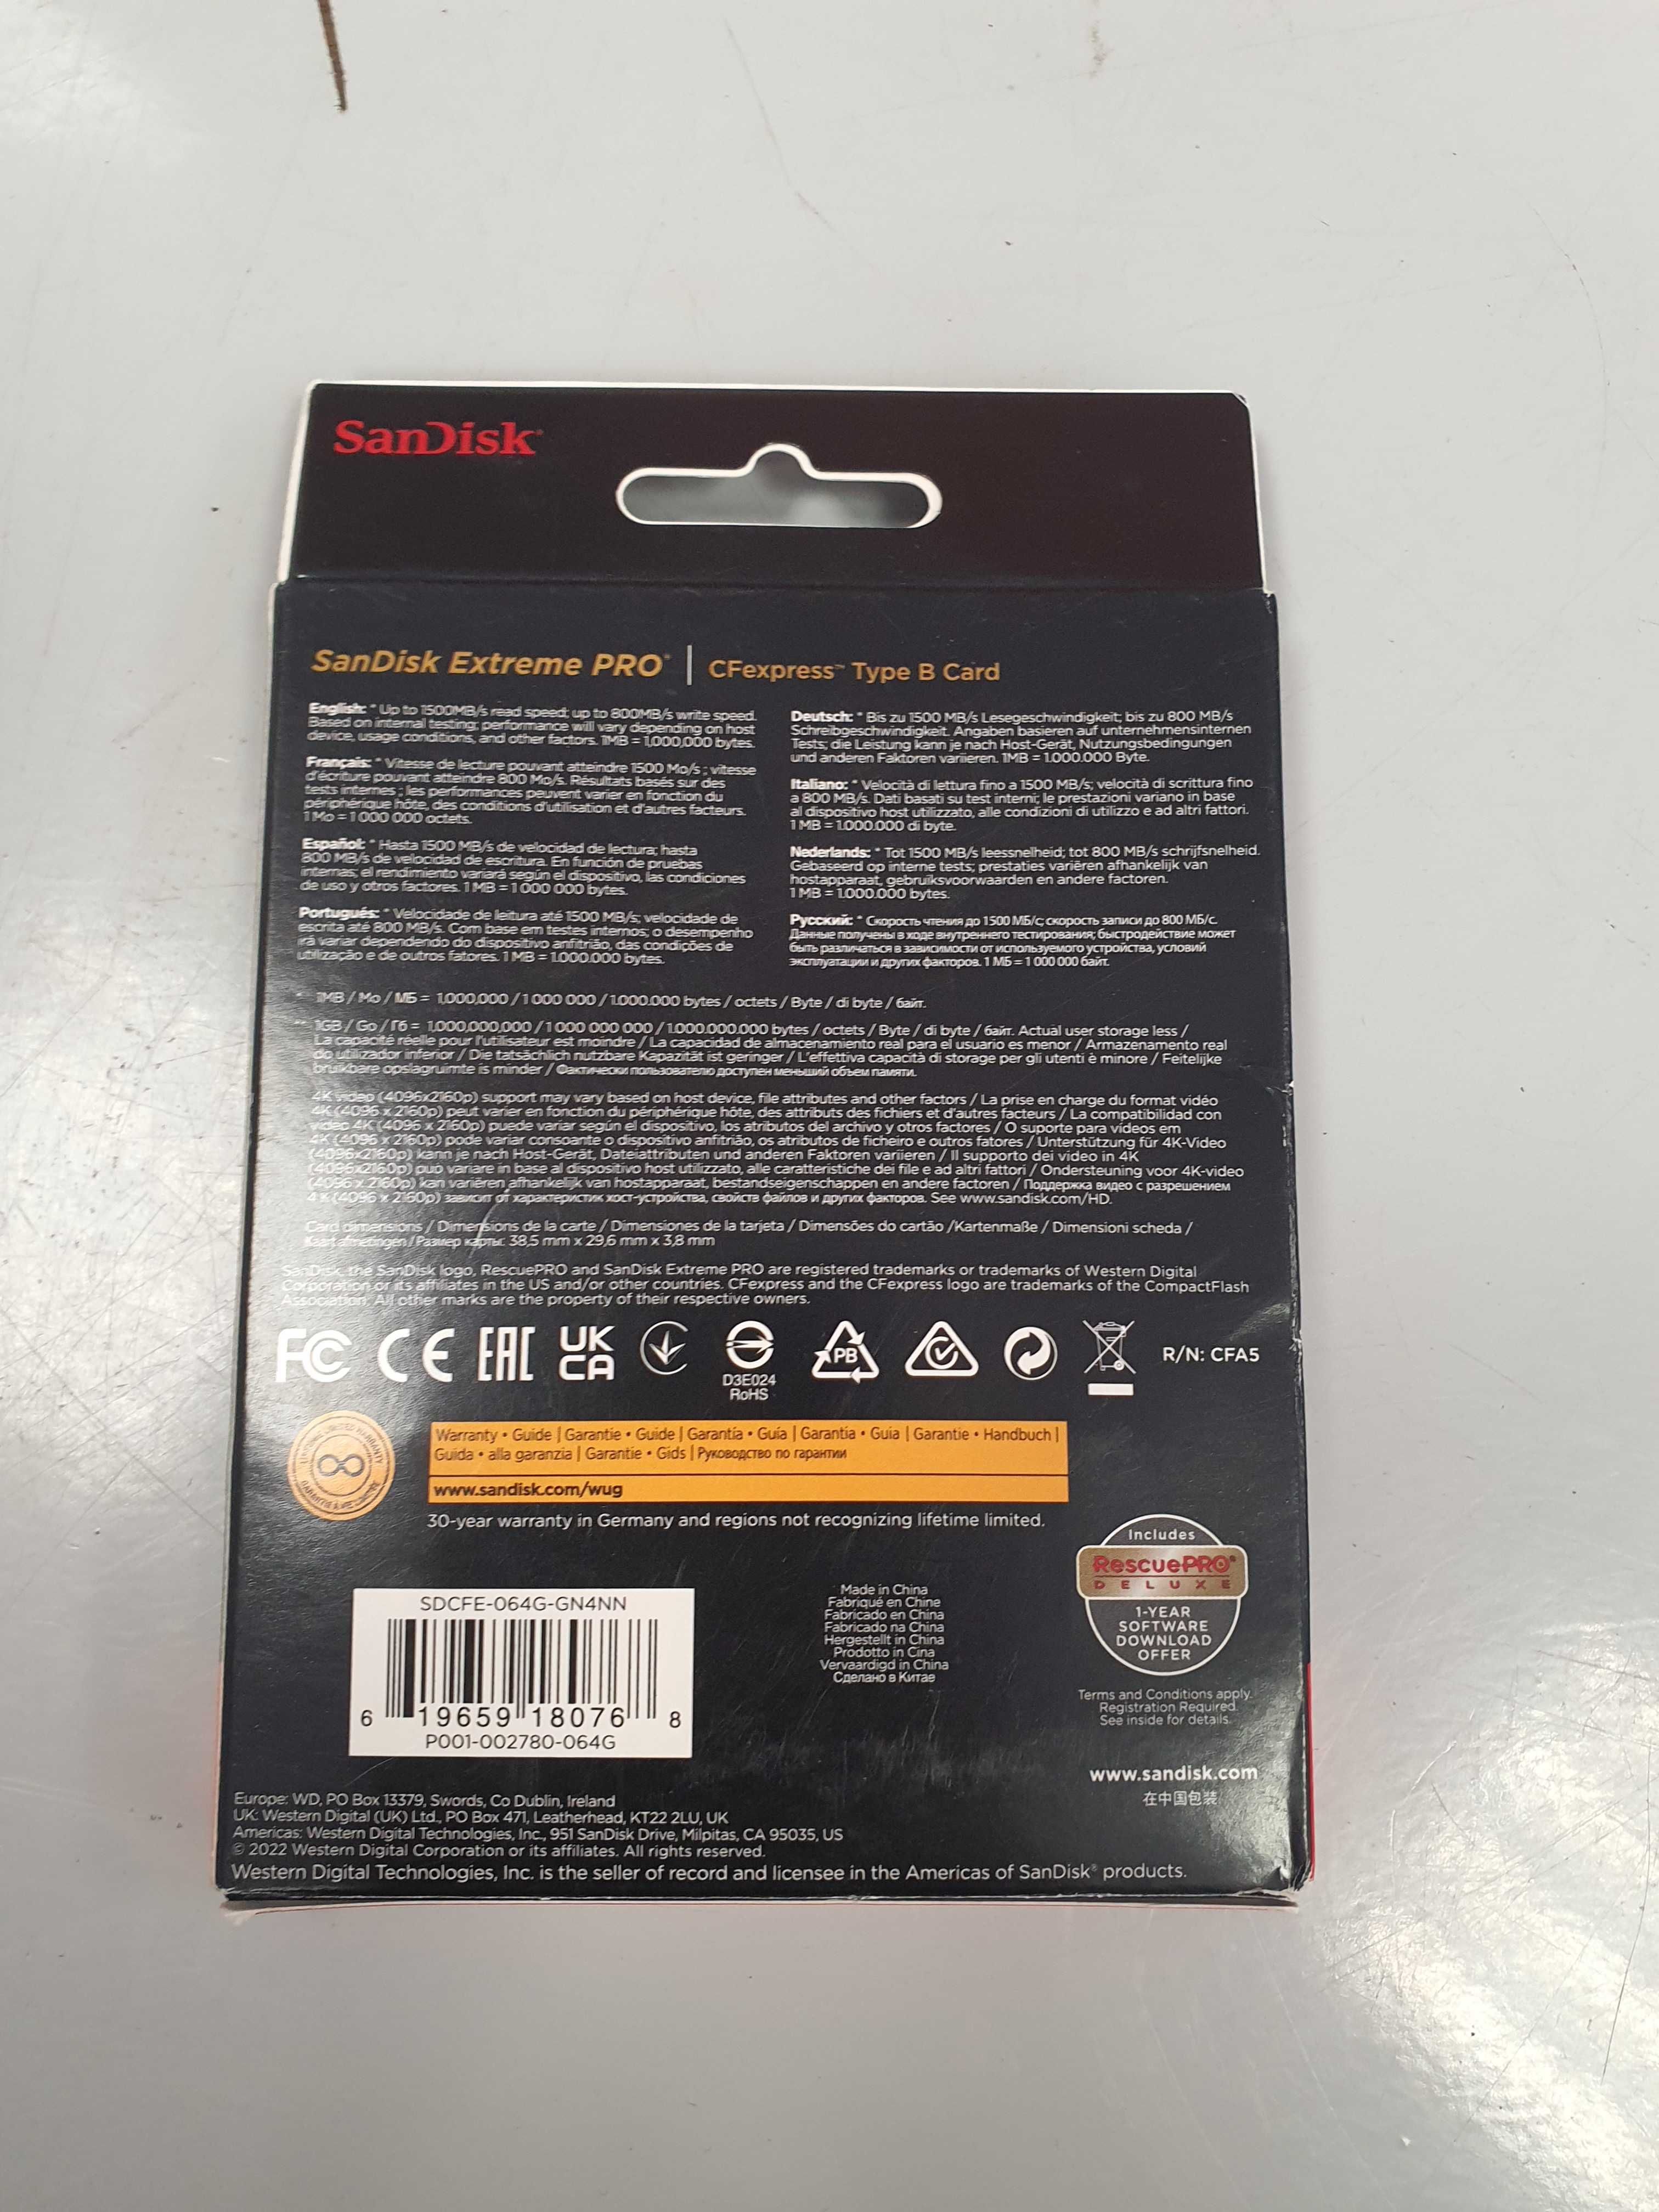 SanDisk®
SanDisk Extreme PRO® | CFexpress™ Type B Card
English: * Up to 1500MB/s read speed; up to 800MB/s write speed.
Based on internal testing; performance will vary depending on host
device, usage conditions, and other factors. 1MB = 1,000,000 bytes.
Français: * Vitesse de lecture pouvant atteindre 1500 Mo/s ; vitesse
d'écriture pouvant atteindre 800 Mo/s. Résultats basés sur des
tests internes ; les performances peuvent varier en fonction du
périphérique hôte, des conditions d'utilisation et d'autres facteurs.
1 Mo = 1 000 000 octets.
Español: * Hasta 1500 MB/s de velocidad de lectura; hasta
800 MB/s de velocidad de escritura. En función de pruebas
internas; el rendimiento variará según el dispositivo, las condiciones
de uso y otros factores. 1 MB = 1 000 000 bytes.
Português: * Velocidade de leitura até 1500 MB/s; velocidade de
escrita até 800 MB/s. Com base em testes internos; o desempenho
irá variar dependendo do dispositivo anfitrião, das condições de
utilização e de outros fatores. 1 MB = 1.000.000 bytes.
Deutsch: * Bis zu 1500 MB/s Lesegeschwindigkeit; bis zu 800 MB/s
Schreibgeschwindigkeit. Angaben basieren auf unternehmensinternen
Tests; die Leistung kann je nach Host-Gerät, Nutzungsbedingungen
und anderen Faktoren variieren. 1MB = 1.000.000 Byte.
Italiano: * Velocità di lettura fino a 1500 MB/s; velocità di scrittura fino
a 800 MB/s. Dati basati su test interni; le prestazioni variano in base
al dispositivo host utilizzato, alle condizioni di utilizzo e ad altri fattori.
1 MB = 1.000.000 di byte.
Nederlands: * Tot 1500 MB/s leessnelheid; tot 800 MB/s schrijfsnelheid.
Gebaseerd op interne tests; prestaties variëren afhankelijk van
hostapparaat, gebruiksvoorwaarden en andere factoren.
1 MB = 1.000.000 bytes.
Русский: * Скорость чтения до 1500 МБ/с; скорость записи до 800 МБ/с.
Данные получены в ходе внутреннего тестирования; быстродействие может
быть различаться в зависимости от используемого устройства, условий
эксплуатации и других факторов. 1 МБ = 1 000 000 байт.
* 1MB / Mo / МБ = 1,000,000 / 1 000 000 / 1.000.000 bytes / octets / Byte / di byte / байт.
** 1GB / Go / Гб = 1,000,000,000 / 1 000 000 000 / 1.000.000.000 bytes / octets / Byte / di byte / байт. Actual user storage less /
La capacité réelle pour l'utilisateur est moindre / La capacidad de almacenamiento real para el usuario es menor / Armazenamento real
do utilizador inferior / Die tatsächlich nutzbare Kapazität ist geringer / L'effettiva capacità di storage per gli utenti è minore / Feitelijke
bruikbare opslagruimte is minder / Фактически пользователю доступен меньший объем памяти.
4K video (4096x2160p) support may vary based on host device, file attributes and other factors / La prise en charge du format vidéo
4K (4096 x 2160p) peut varier en fonction du périphérique hôte, des attributs des fichiers et d'autres facteurs / La compatibilidad con
vídeo 4K (4096 x 2160p) puede variar según el dispositivo, los atributos del archivo y otros factores / O suporte para vídeos em
4K (4096 x 2160p) pode variar consoante o dispositivo anfitrião, os atributos de ficheiro e outros fatores / Unterstützung für 4K-Video
(4096x2160p) kann je nach Host-Gerät, Dateiattributen und anderen Faktoren variieren / Il supporto dei video in 4K
(4096x2160p) può variare in base al dispositivo host utilizzato, alle caratteristiche dei file e ad altri fattori / Ondersteuning voor 4K-video
(4096 x 2160p) kan variëren afhankelijk van hostapparaat, bestandseigenschappen en andere factoren / Поддержка видео с разрешением
4 K (4096 x 2160p) зависит от характеристик хост-устройства, свойств файлов и других факторов. See www.sandisk.com/HD.
Card dimensions / Dimensions de la carte / Dimensiones de la tarjeta / Dimensões do cartão /Kartenmaße / Dimensioni scheda /
Kaart afmetingen / Размер карты: 38,5 mm x 29,6 mm x 3,8 mm
SanDisk, the SanDisk logo, RescuePRO and SanDisk Extreme PRO are registered trademarks or trademarks of Western Digital
Corporation or its affiliates in the US and/or other countries. CFexpress and the CFexpress logo are trademarks of the CompactFlash
Association. All other marks are the property of their respective owners.
FC CE EAC UK CA PB R/N: CFA5
D3E024
RoHS
Warranty • Guide | Garantie • Guide | Garantía • Guía | Garantia • Guia | Garantie • Handbuch |
Guida • alla garanzia | Garantie • Gids | Руководство по гарантии
www.sandisk.com/wug
30-year warranty in Germany and regions not recognizing lifetime limited.
SDCFE-064G-GN4NN
6 19659 18076 8
P001-002780-064G
Made in China
Fabriqué en Chine
Fabricado en China
Fabricado na China
Hergestellt in China
Prodotto in Cina
Vervaardigd in China
Сделано в Китае
Includes
RescuePRO®
DELUXE
1-YEAR
SOFTWARE
DOWNLOAD
OFFER
Terms and Conditions apply.
Registration Required.
See inside for details.
www.sandisk.com
在中国包装
Europe: WD, PO Box 13379, Swords, Co Dublin, Ireland
UK: Western Digital (UK) Ltd., PO Box 471, Leatherhead, KT22 2LU, UK
Americas: Western Digital Technologies, Inc., 951 SanDisk Drive, Milpitas, CA 95035, US
© 2022 Western Digital Corporation or its affiliates. All rights reserved.
Western Digital Technologies, Inc. is the seller of record and licensee in the Americas of SanDisk® products.